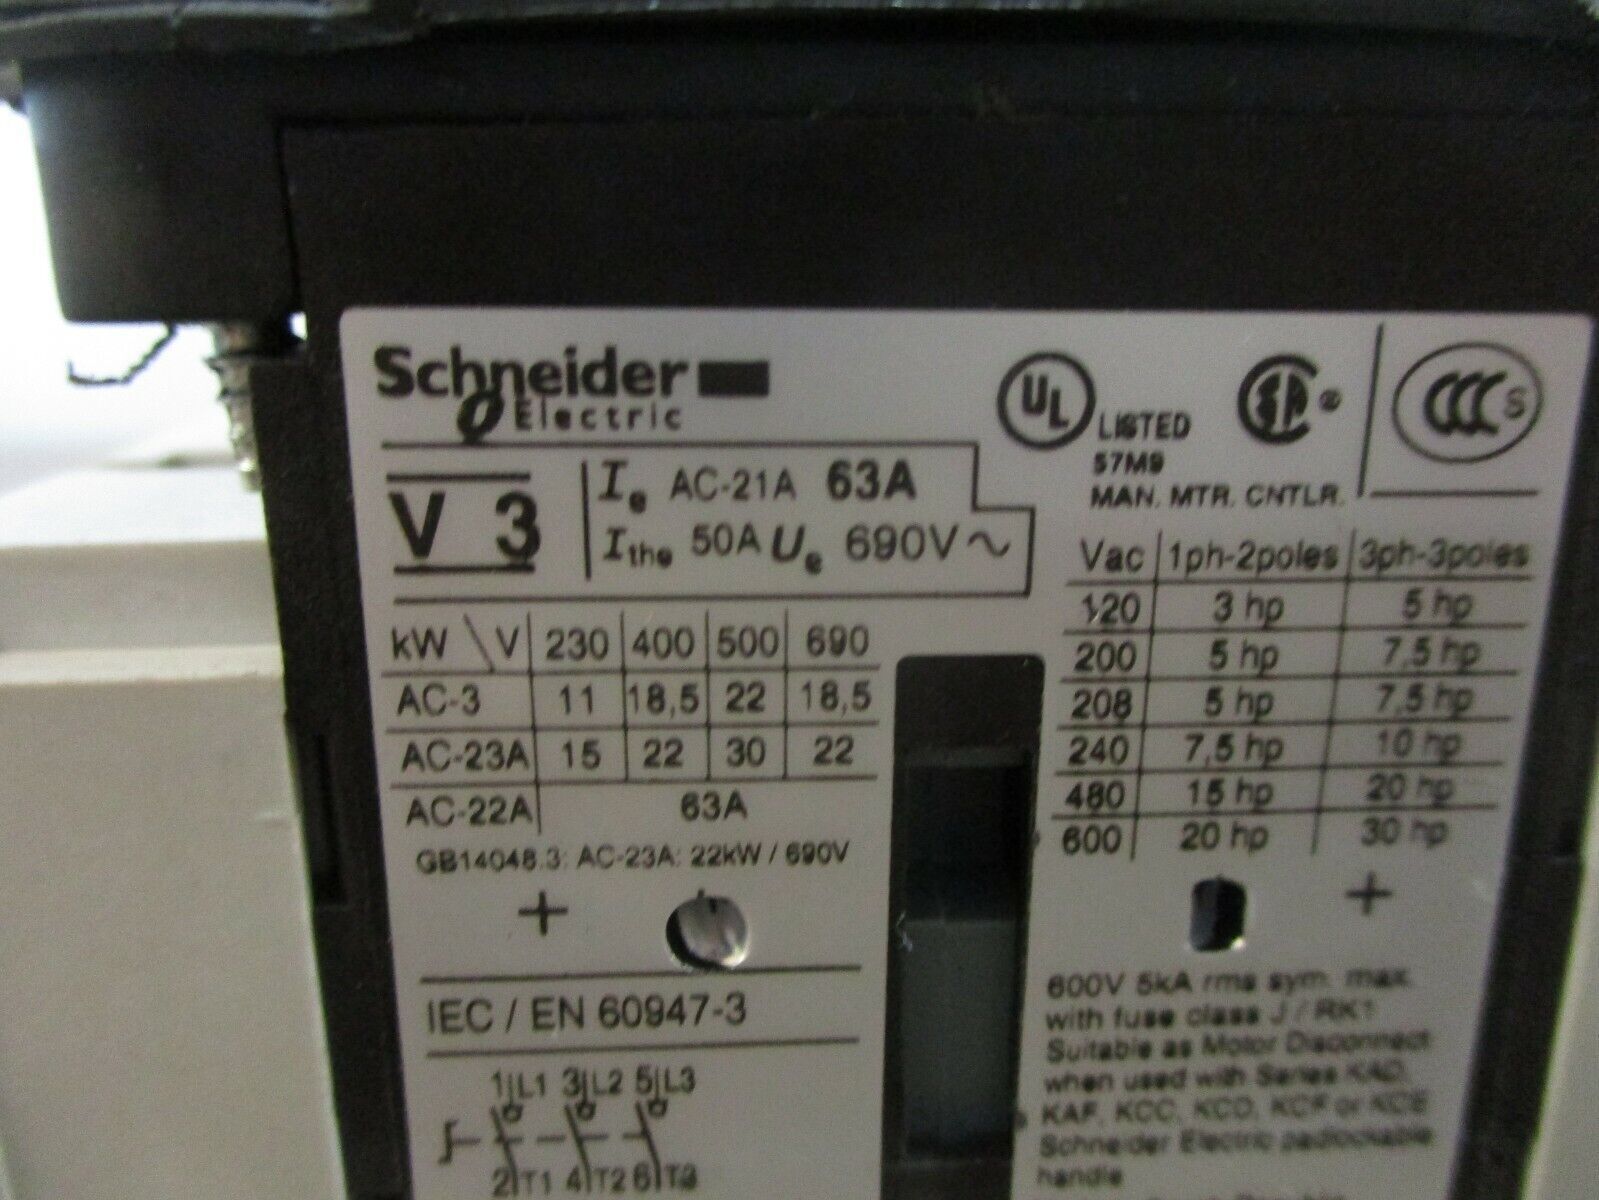 Schneider
Electric
UL LISTED
57M9
MAN. MTR. CNTLR.
SA ®
CCC S
V 3
Ie AC-21A 63A
Ithe 50A Ue 690V ~
kW \ V 230 400 500 690
AC-3 11 18,5 22 18,5
AC-23A 15 22 30 22
AC-22A 63A
GB14048.3: AC-23A: 22kW / 690V
+
IEC / EN 60947-3
1 L1 3 L2 5 L3
2 T1 4 T2 6 T3
Vac 1ph-2poles 3ph-3poles
120 3 hp 5 hp
200 5 hp 7,5 hp
208 5 hp 7,5 hp
240 7,5 hp 10 hp
480 15 hp 20 hp
600 20 hp 30 hp
+
600V 5kA rms sym. max.
with fuse class J / RK1
Suitable as Motor Disconnect
when used with Series KAD,
KAF, KCC, KCD, KCF or KCE
Schneider Electric padlockable
handle